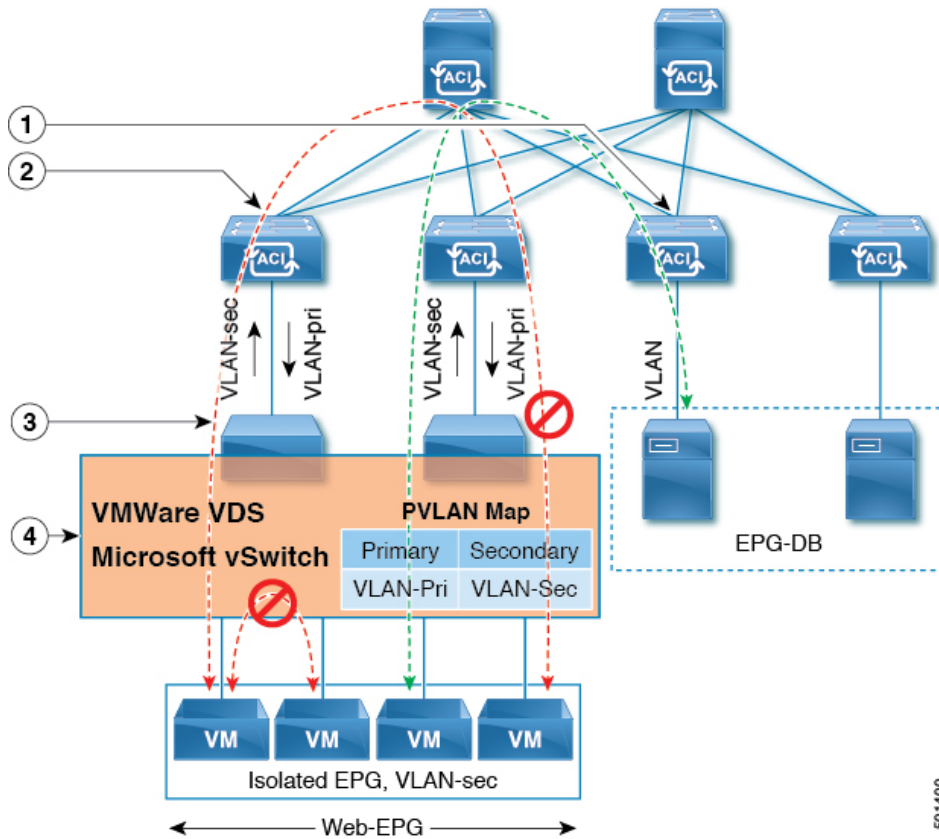 ACI
ACI
1
2
ACI
ACI
ACI
ACI
VLAN-sec
VLAN-pri
VLAN-sec
VLAN-pri
VLAN
3
4
VMWare VDS
Microsoft vSwitch
PVLAN Map
Primary Secondary
VLAN-Pri VLAN-Sec
EPG-DB
VM
VM
VM
VM
Isolated EPG, VLAN-sec
Web-EPG